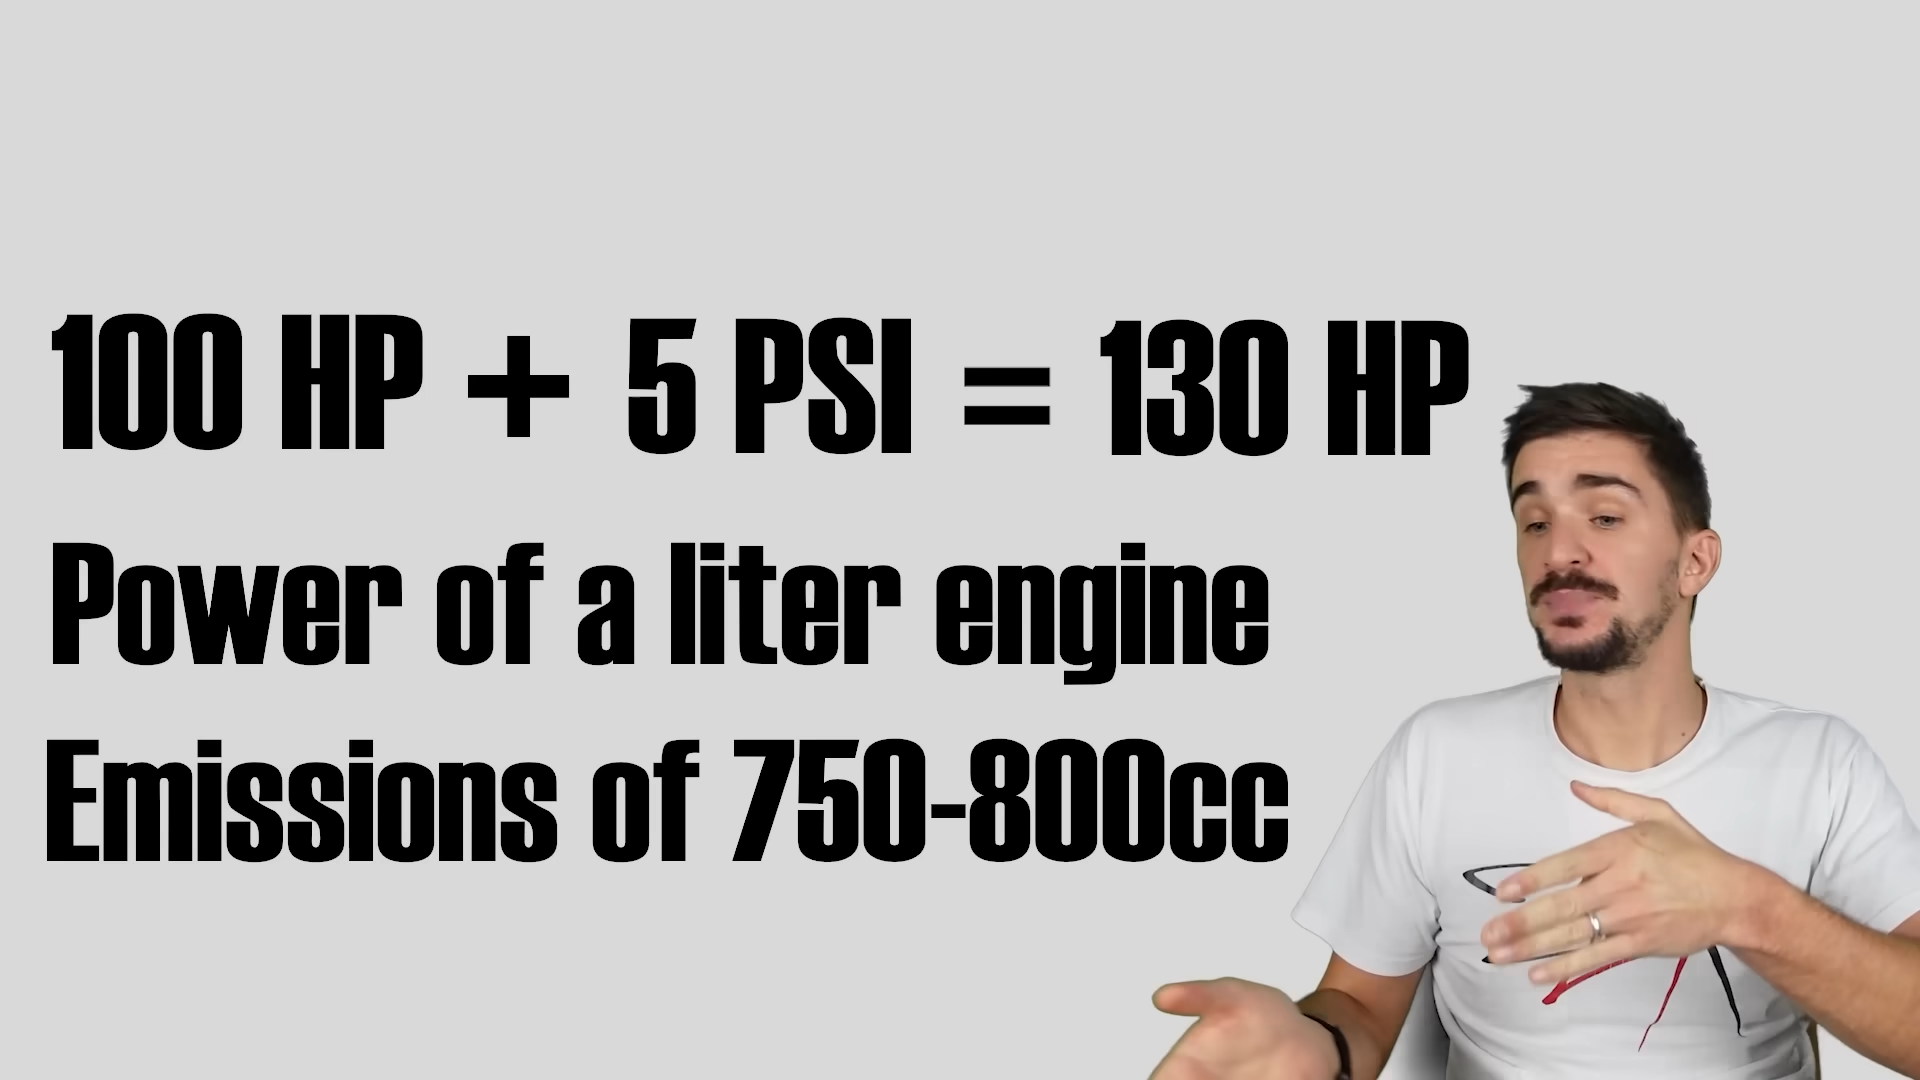 100 HP + 5 PSI = 130 HP
Power of a liter engine
Emissions of 750-800cc